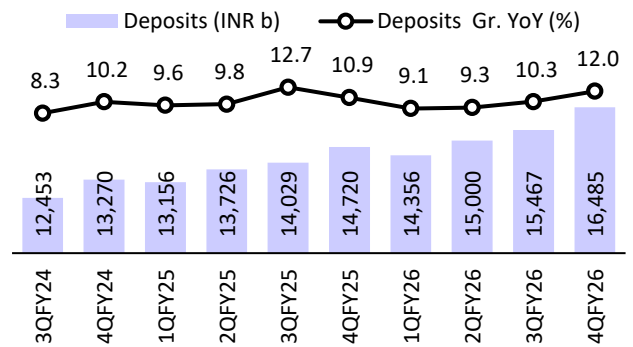 Deposits (INR b) Deposits Gr. YoY (%)
8.3 10.2 9.6 9.8 12.7 10.9 9.1 9.3 10.3 12.0
12,453 13,270 13,156 13,726 14,029 14,720 14,356 15,000 15,467 16,485
3QFY24 4QFY24 1QFY25 2QFY25 3QFY25 4QFY25 1QFY26 2QFY26 3QFY26 4QFY26